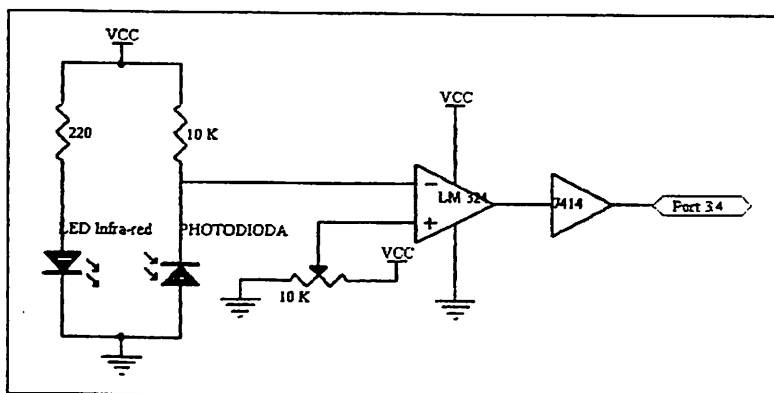 VCC
220
10 K
LED Infra-red
PHOTODIODA
VCC
LM 324
−
+
7414
Port 3.4
VCC
10 K